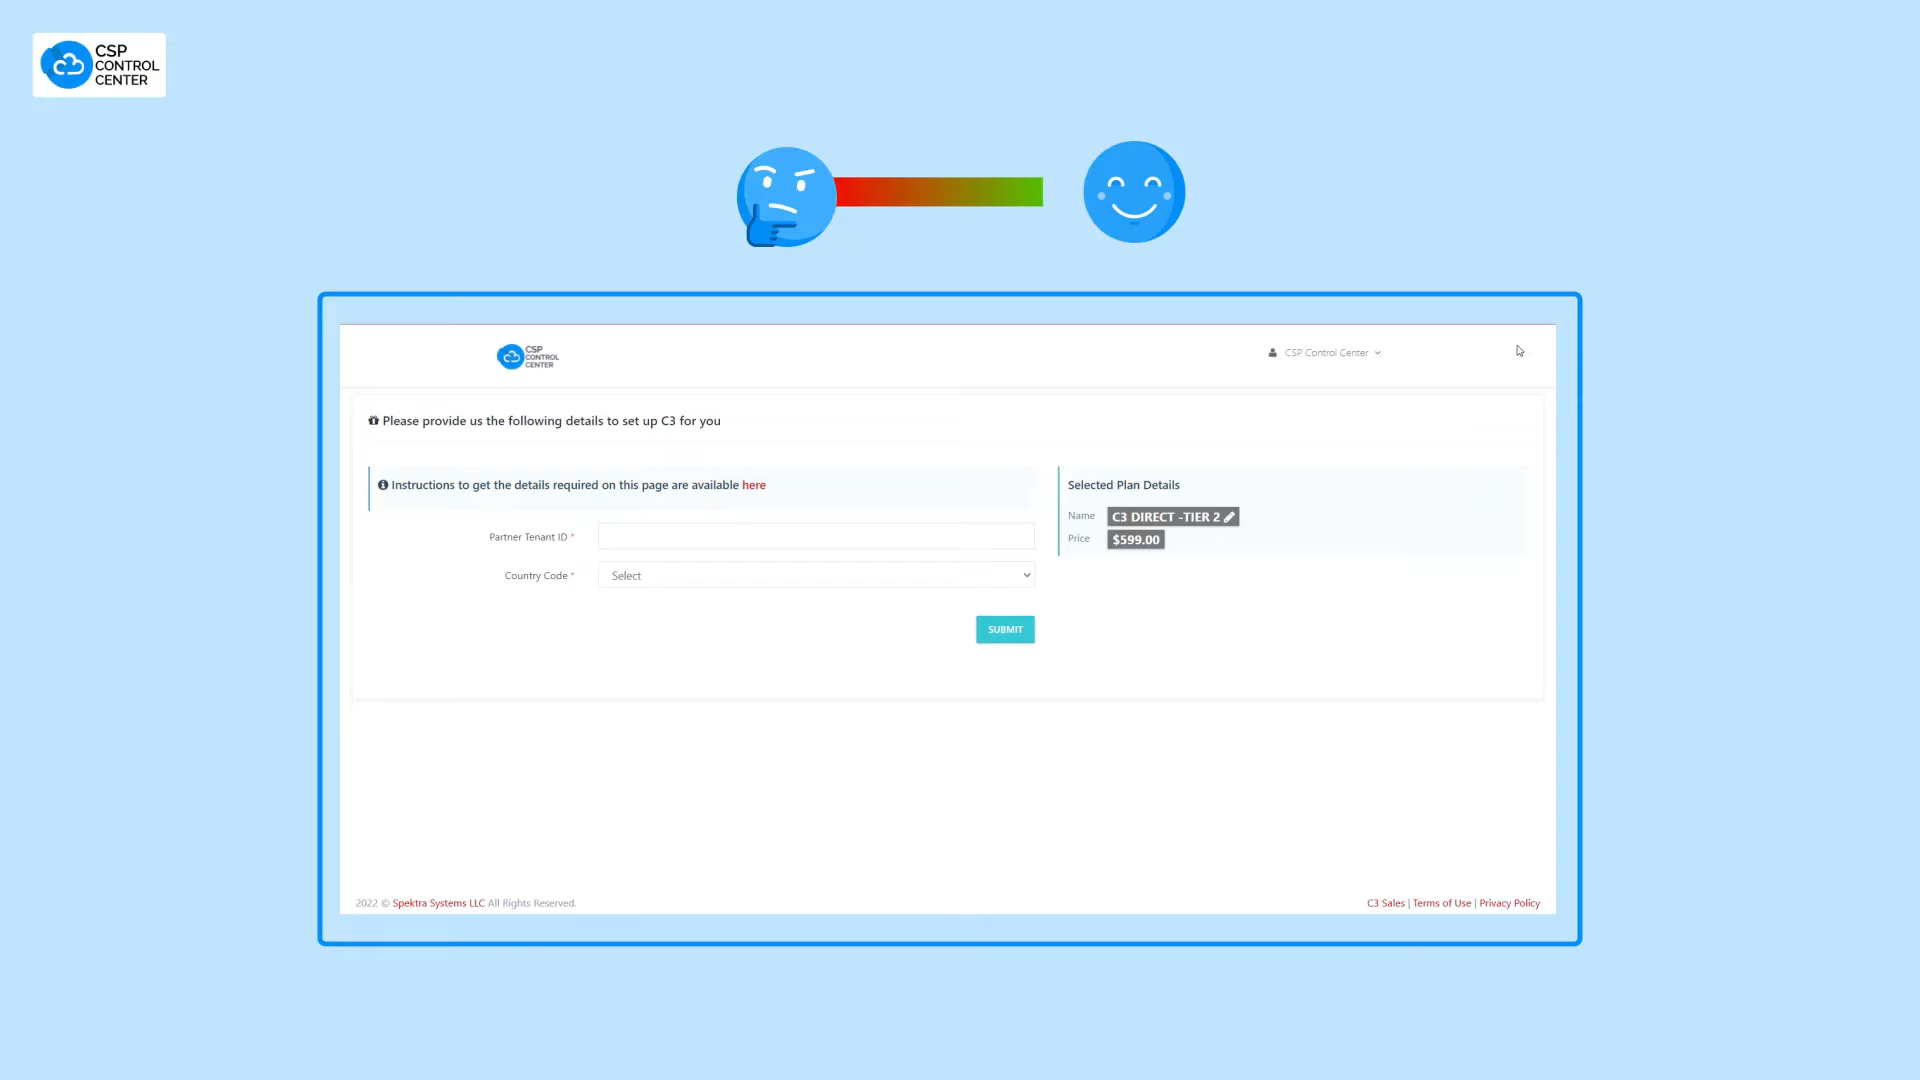 CSP
CONTROL
CENTER
CSP
CONTROL
CENTER
CSP Control Center
Please provide us the following details to set up C3 for you
Instructions to get the details required on this page are available here
Partner Tenant ID *
Country Code *
Select
SUBMIT
Selected Plan Details
Name C3 DIRECT -TIER 2
Price $599.00
2022 © Spektra Systems LLC All Rights Reserved.
C3 Sales | Terms of Use | Privacy Policy